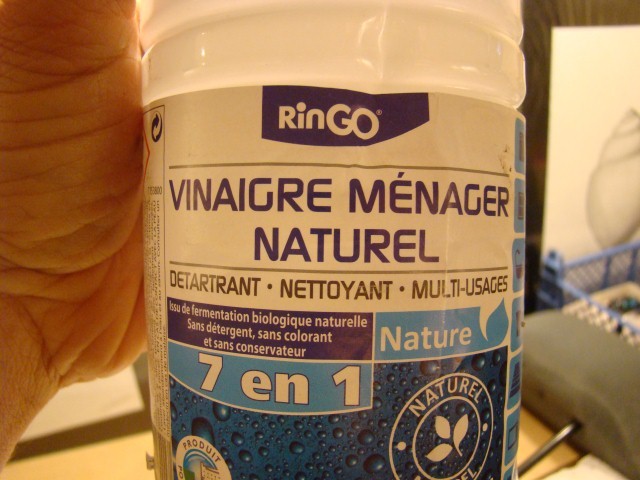 RinGO
VINAIGRE MÉNAGER
NATUREL
DETARTRANT • NETTOYANT • MULTI-USAGES
Issu de fermentation biologique naturelle
Sans détergent, sans colorant
et sans conservateur
Nature
7 en 1
NATUREL
PRODUIT